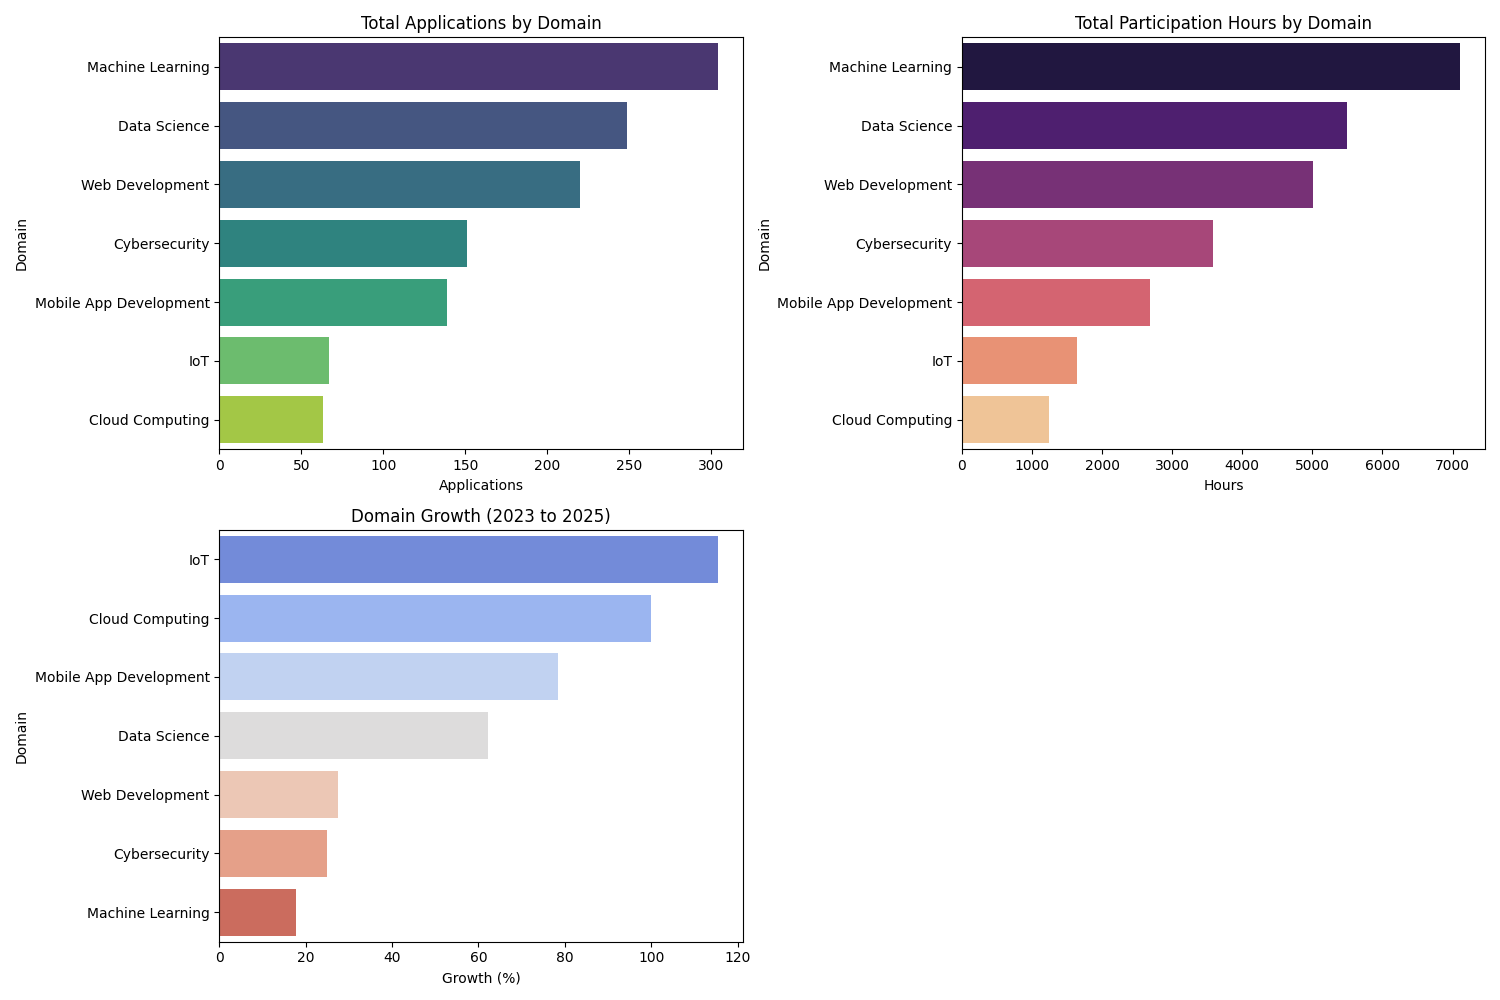 Total Applications by Domain
Domain
Machine Learning
Data Science
Web Development
Cybersecurity
Mobile App Development
IoT
Cloud Computing
0 50 100 150 200 250 300
Applications
Total Participation Hours by Domain
Domain
Machine Learning
Data Science
Web Development
Cybersecurity
Mobile App Development
IoT
Cloud Computing
0 1000 2000 3000 4000 5000 6000 7000
Hours
Domain Growth (2023 to 2025)
Domain
IoT
Cloud Computing
Mobile App Development
Data Science
Web Development
Cybersecurity
Machine Learning
0 20 40 60 80 100 120
Growth (%)